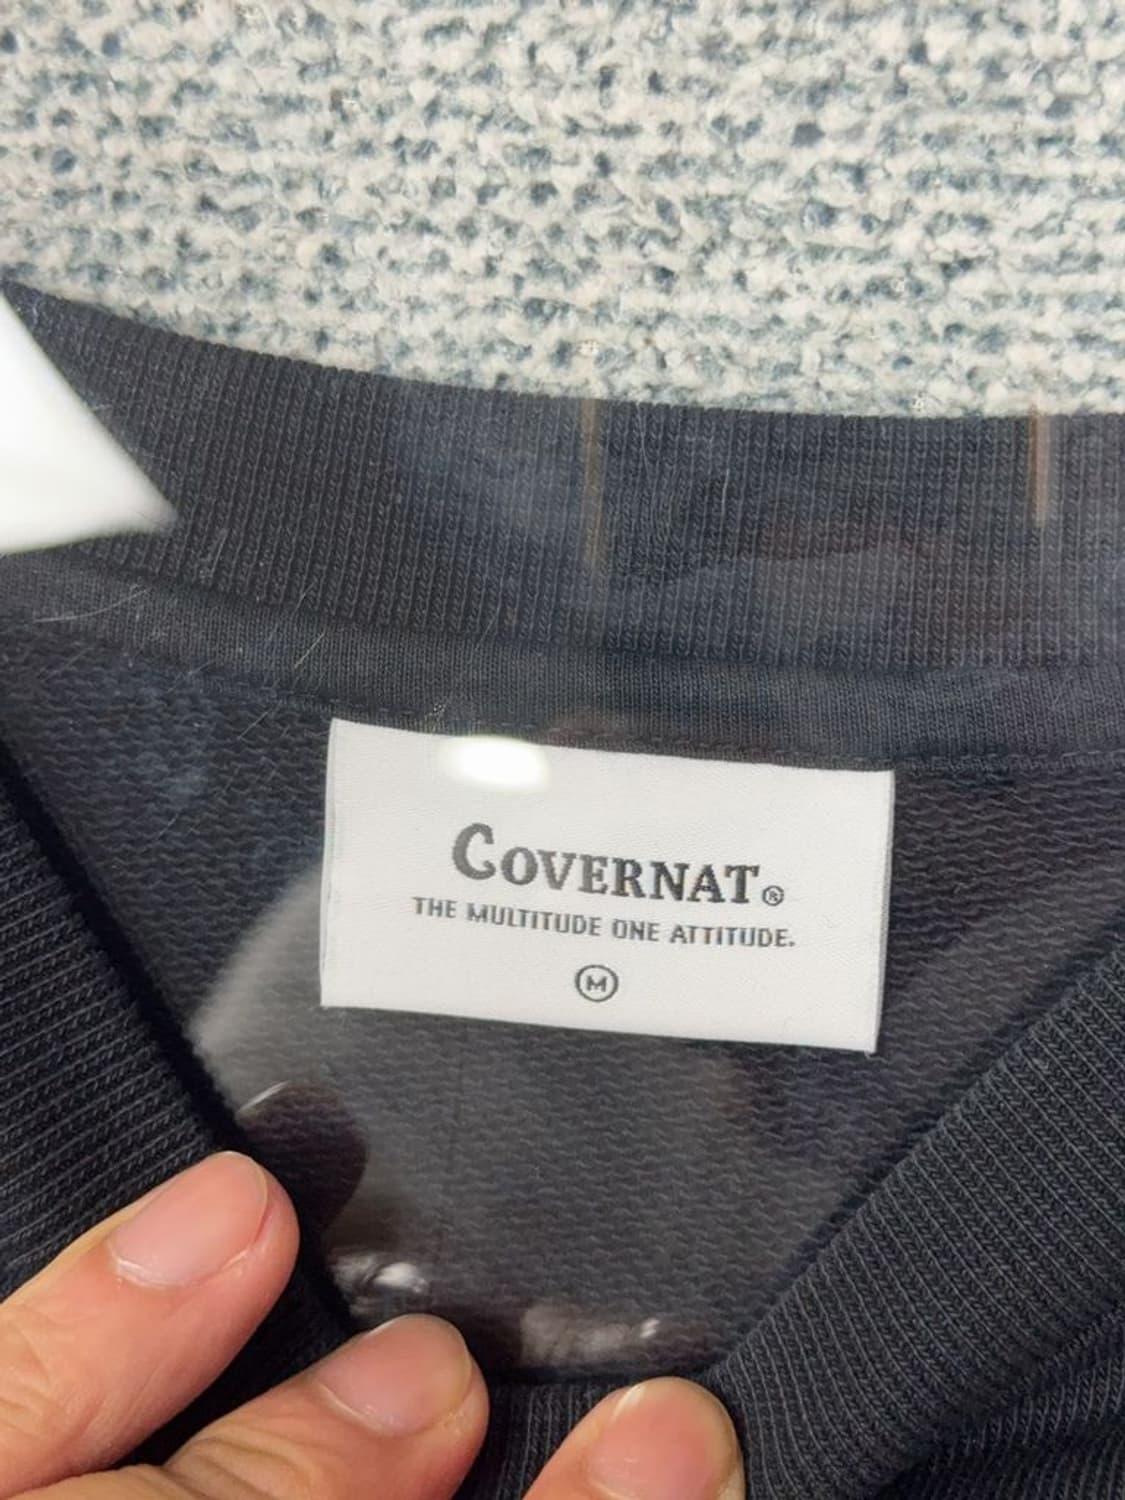 COVERNAT®
THE MULTITUDE ONE ATTITUDE.
M